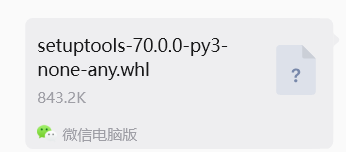 setuptools-70.0.0-py3-
none-any.whl
843.2K
?
微信电脑版